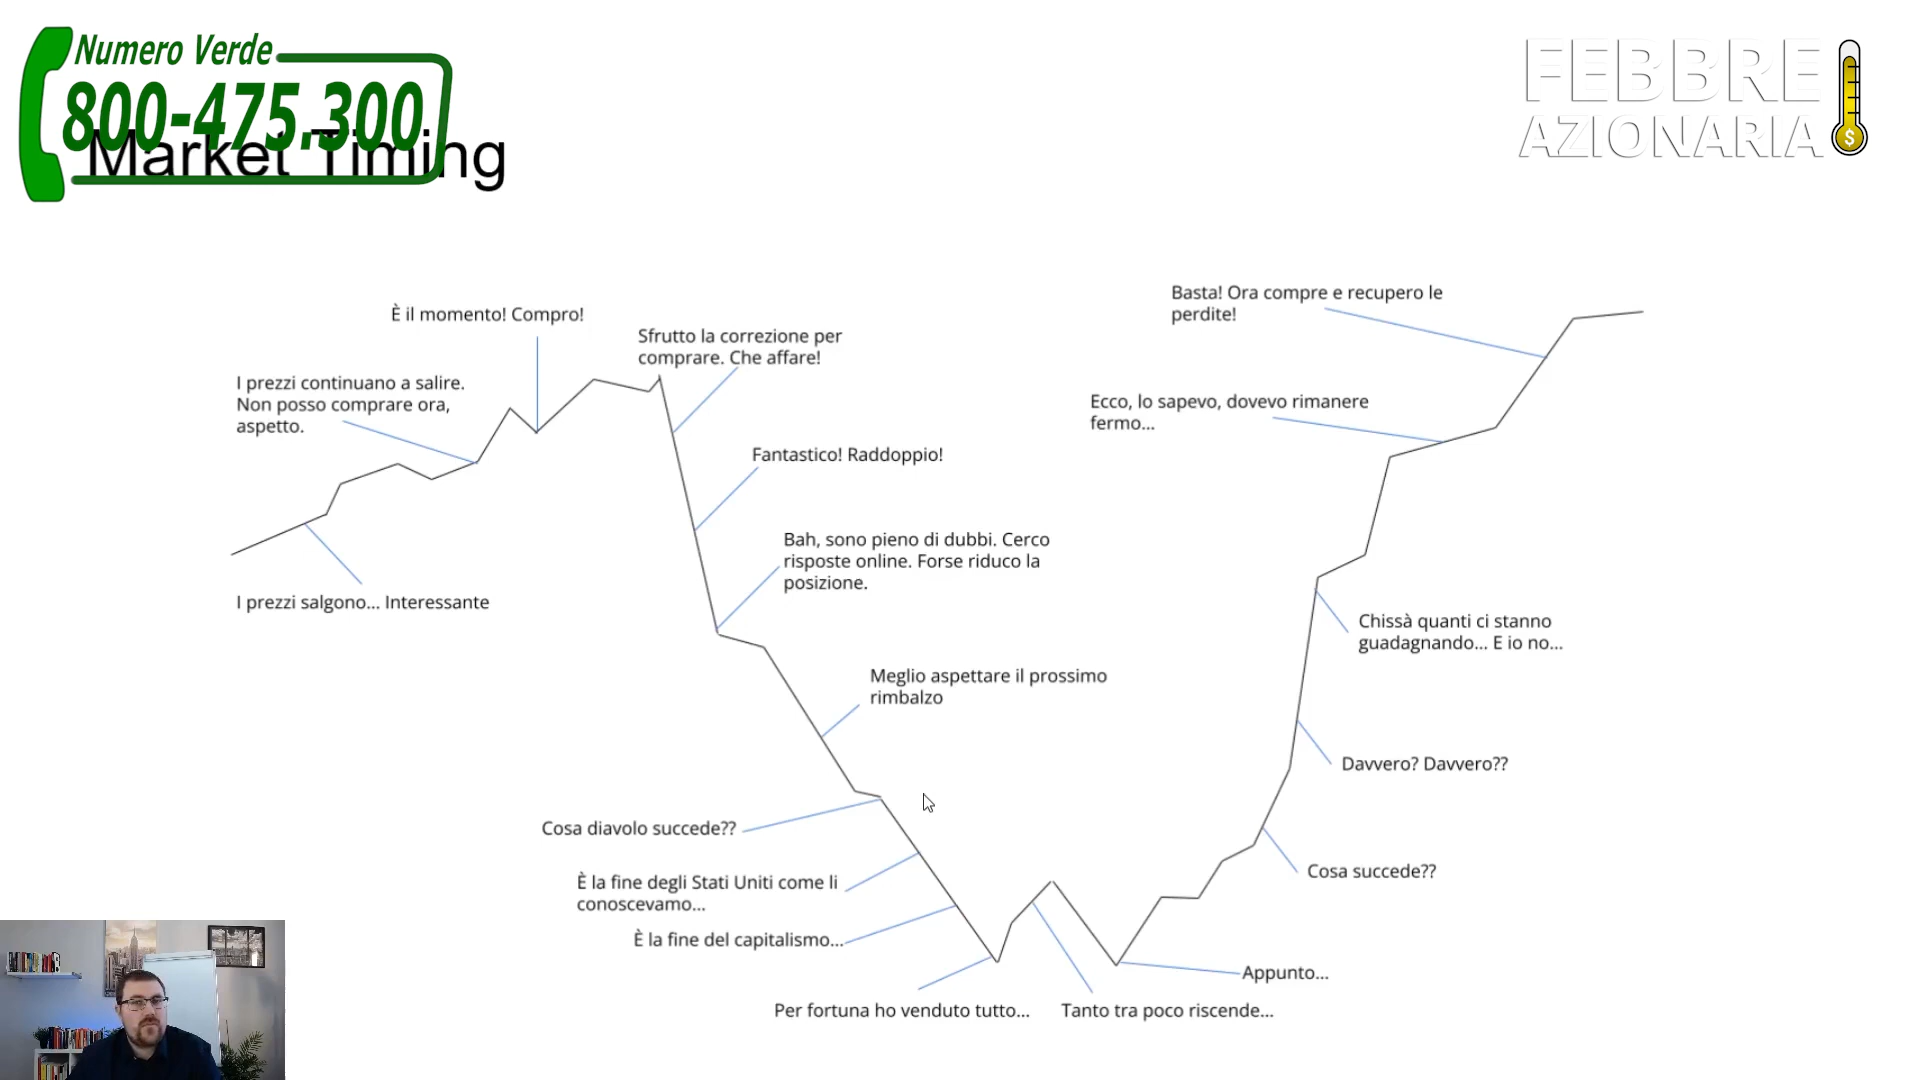 Numero Verde
800-475.300
Market Timing
FEBBRE
AZIONARIA
$
È il momento! Compro!
I prezzi continuano a salire.
Non posso comprare ora,
aspetto.
I prezzi salgono... Interessante
Sfrutto la correzione per
comprare. Che affare!
Fantastico! Raddoppio!
Bah, sono pieno di dubbi. Cerco
risposte online. Forse riduco la
posizione.
Meglio aspettare il prossimo
rimbalzo
Cosa diavolo succede??
È la fine degli Stati Uniti come li
conoscevamo...
È la fine del capitalismo...
Per fortuna ho venduto tutto...
Tanto tra poco riscende...
Appunto...
Cosa succede??
Davvero? Davvero??
Chissà quanti ci stanno
guadagnando... E io no...
Ecco, lo sapevo, dovevo rimanere
fermo...
Basta! Ora compre e recupero le
perdite!